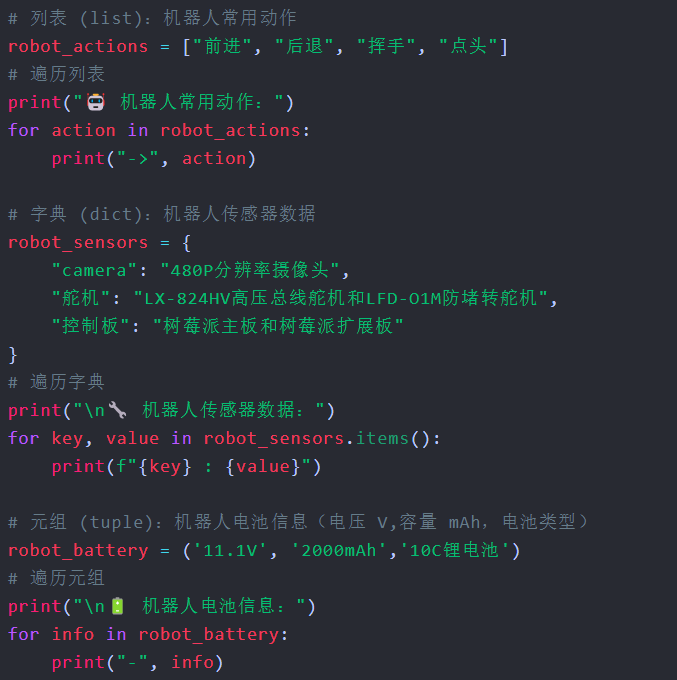 # 列表 (list)：机器人常用动作
robot_actions = ["前进", "后退", "挥手", "点头"]
# 遍历列表
print("🤖 机器人常用动作：")
for action in robot_actions:
    print("->", action)
# 字典 (dict)：机器人传感器数据
robot_sensors = {
    "camera": "480P分辨率摄像头",
    "舵机": "LX-824HV高压总线舵机和LFD-01M防堵转舵机",
    "控制板": "树莓派主板和树莓派扩展板"
}
# 遍历字典
print("\n🔧 机器人传感器数据：")
for key, value in robot_sensors.items():
    print(f"{key} : {value}")
# 元组 (tuple)：机器人电池信息（电压 V,容量 mAh，电池类型）
robot_battery = ('11.1V', '2000mAh','10C锂电池')
# 遍历元组
print("\n🔋 机器人电池信息：")
for info in robot_battery:
    print("-", info)